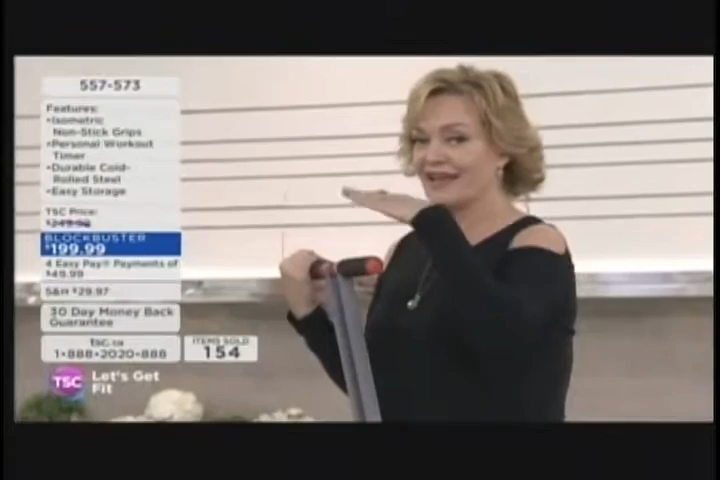 557-573
Features:
•Isometric
Non-Stick Grips
•Personal Workout
Timer
•Durable Cold-
Rolled Steel
•Easy Storage
TSC Price:
$249.98
BLOCKBUSTER
$199.99
4 Easy Pay® Payments of
$49.99
S&H $29.97
30 Day Money Back
Guarantee
tsc.ca
1•888•2020•888
ITEMS SOLD
154
TSC
Let's Get
Fit